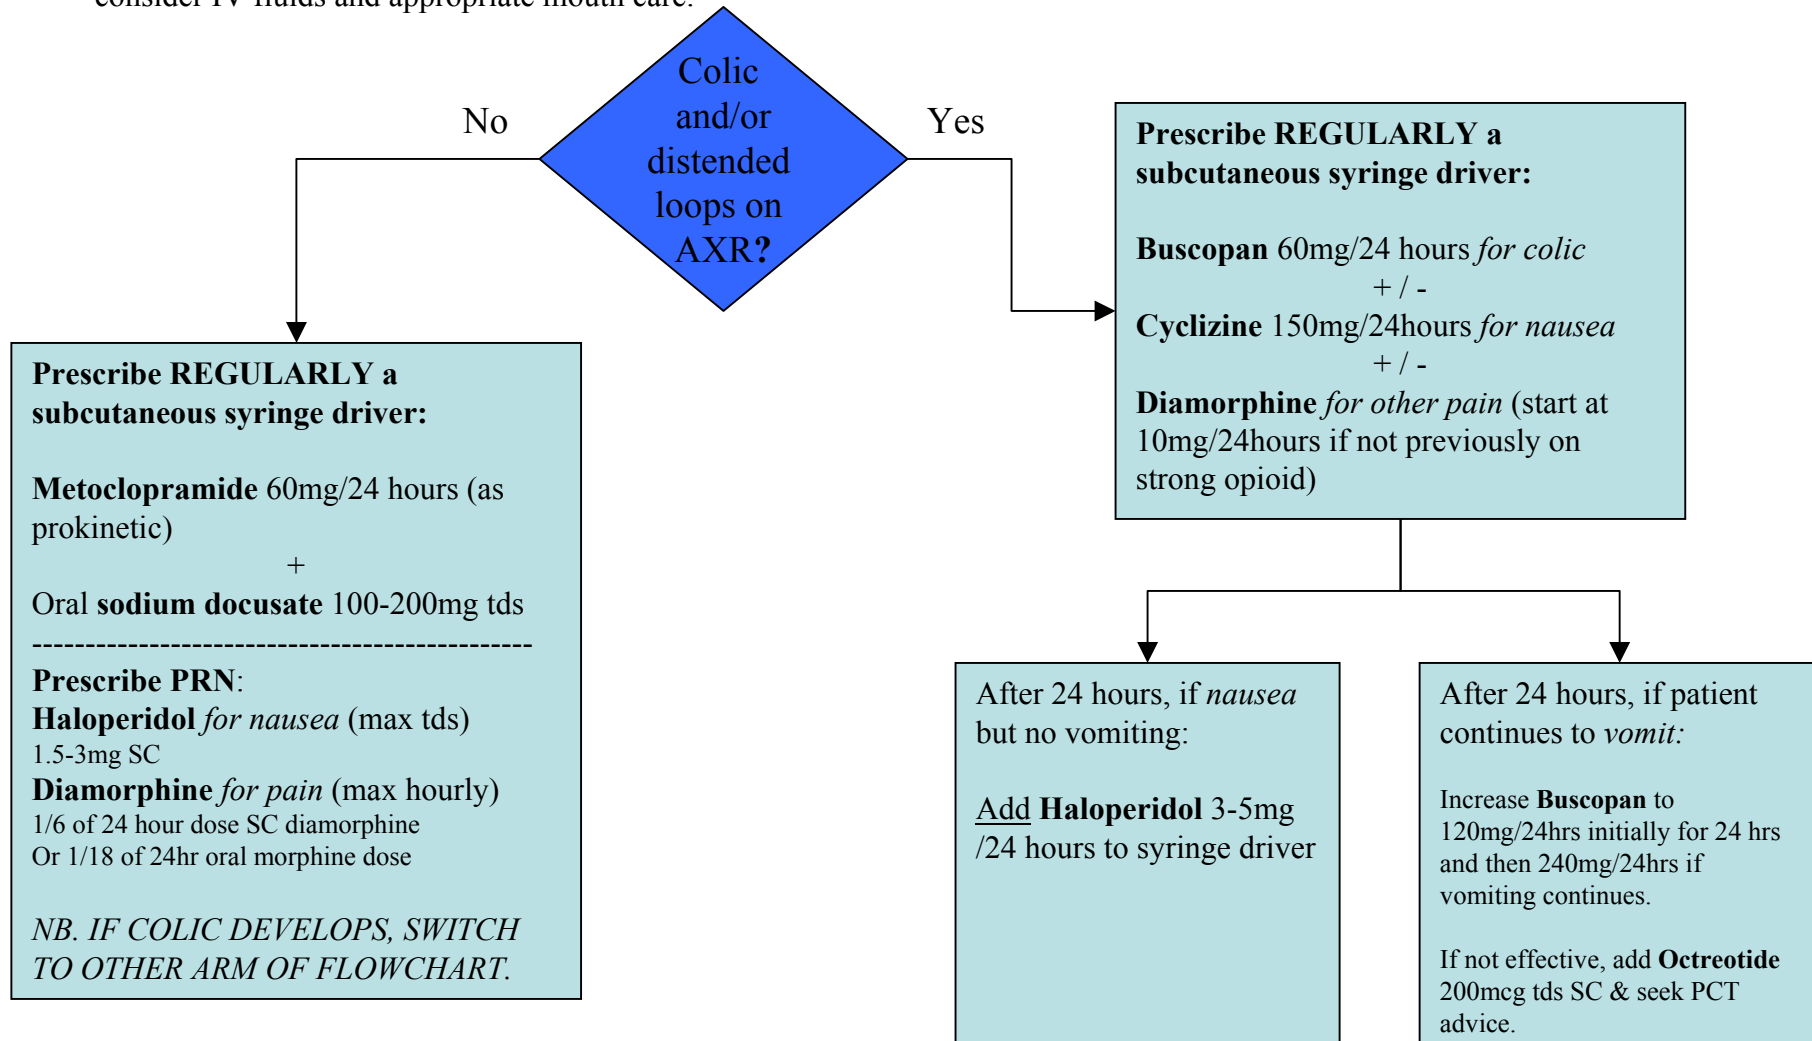 consider IV fluids and appropriate mouth care.
Colic
and/or
distended
loops on
AXR?
No
Yes
Prescribe REGULARLY a
subcutaneous syringe driver:
Buscopan 60mg/24 hours for colic
+ / -
Cyclizine 150mg/24hours for nausea
+ / -
Diamorphine for other pain (start at
10mg/24hours if not previously on
strong opioid)
Prescribe REGULARLY a
subcutaneous syringe driver:
Metoclopramide 60mg/24 hours (as
prokinetic)
+
Oral sodium docusate 100-200mg tds
-----------------------------------------------
Prescribe PRN:
Haloperidol for nausea (max tds)
1.5-3mg SC
Diamorphine for pain (max hourly)
1/6 of 24 hour dose SC diamorphine
Or 1/18 of 24hr oral morphine dose
NB. IF COLIC DEVELOPS, SWITCH
TO OTHER ARM OF FLOWCHART.
After 24 hours, if nausea
but no vomiting:
Add Haloperidol 3-5mg
/24 hours to syringe driver
After 24 hours, if patient
continues to vomit:
Increase Buscopan to
120mg/24hrs initially for 24 hrs
and then 240mg/24hrs if
vomiting continues.
If not effective, add Octreotide
200mcg tds SC & seek PCT
advice.